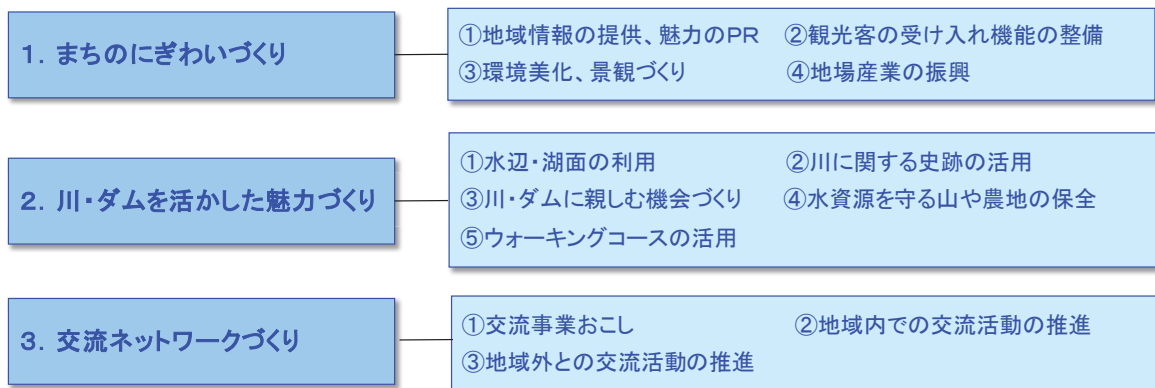 1．まちのにぎわいづくり
①地域情報の提供、魅力のPR　②観光客の受け入れ機能の整備
③環境美化、景観づくり　④地場産業の振興
2．川・ダムを活かした魅力づくり
①水辺・湖面の利用　②川に関する史跡の活用
③川・ダムに親しむ機会づくり　④水資源を守る山や農地の保全
⑤ウォーキングコースの活用
3．交流ネットワークづくり
①交流事業おこし　②地域内での交流活動の推進
③地域外との交流活動の推進